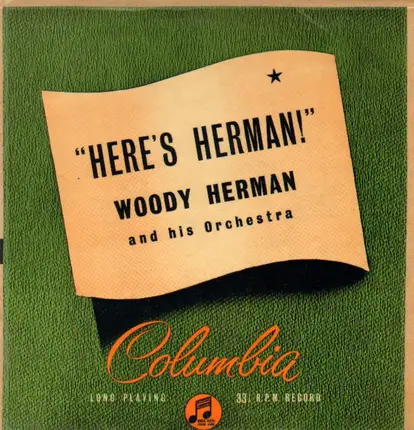 "HERE'S HERMAN!"
WOODY HERMAN
and his Orchestra
Columbia
LONG PLAYING 33⅓ R.P.M. RECORD